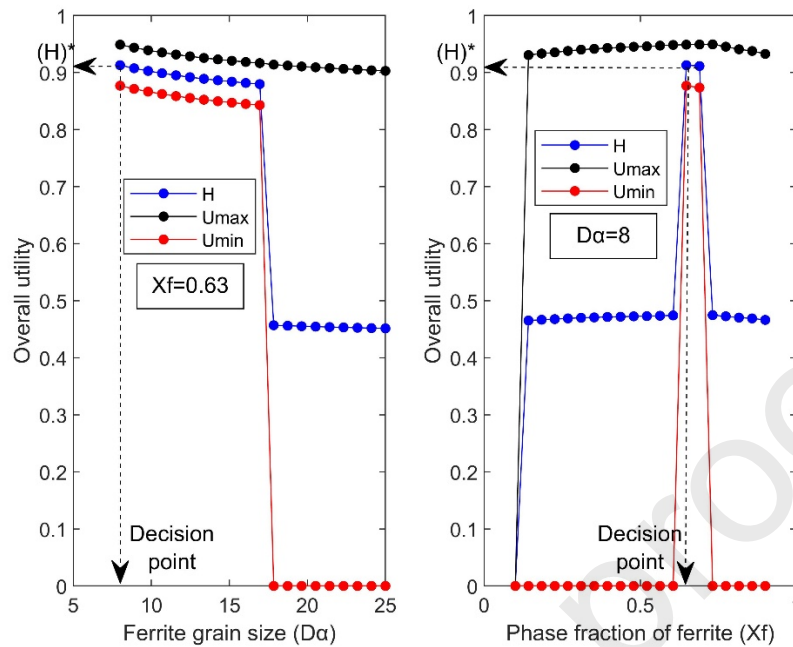 (H)*
1
0.9
0.8
0.7
0.6
0.5
0.4
0.3
0.2
0.1
0
Overall utility
H
Umax
Umin
Xf=0.63
Decision
point
5
10
15
20
25
Ferrite grain size (Dα)
(H)*
1
0.9
0.8
0.7
0.6
0.5
0.4
0.3
0.2
0.1
0
Overall utility
H
Umax
Umin
Dα=8
Decision
point
0
0.5
Phase fraction of ferrite (Xf)